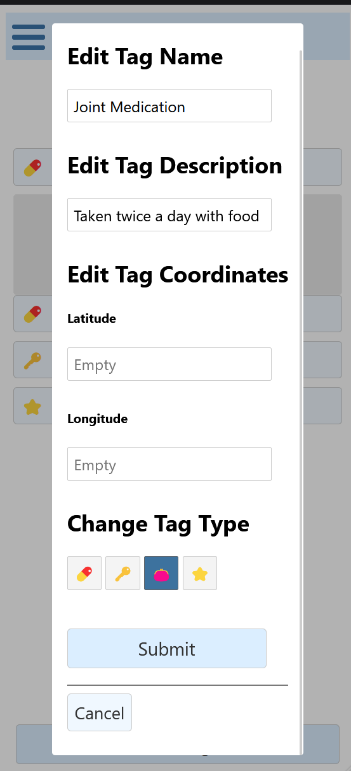 Edit Tag Name
Joint Medication
Edit Tag Description
Taken twice a day with food
Edit Tag Coordinates
Latitude
Empty
Longitude
Empty
Change Tag Type
Submit
Cancel